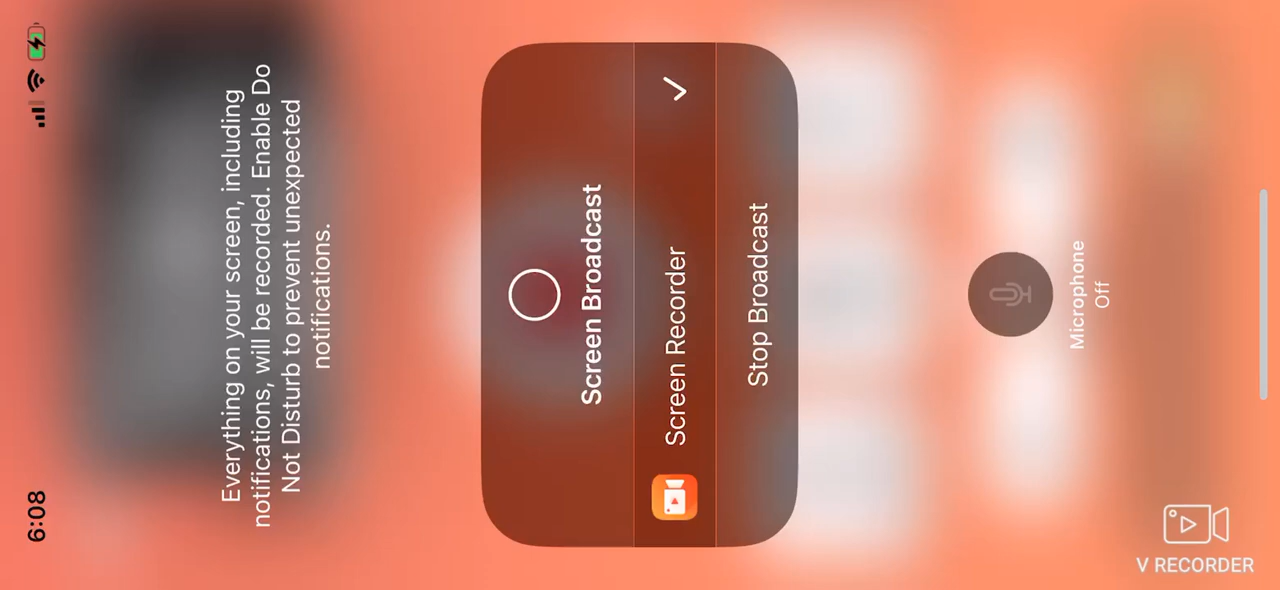 6:08
Everything on your screen, including
notifications, will be recorded. Enable Do
Not Disturb to prevent unexpected
notifications.
Screen Broadcast
Screen Recorder
Stop Broadcast
Microphone
Off
V RECORDER